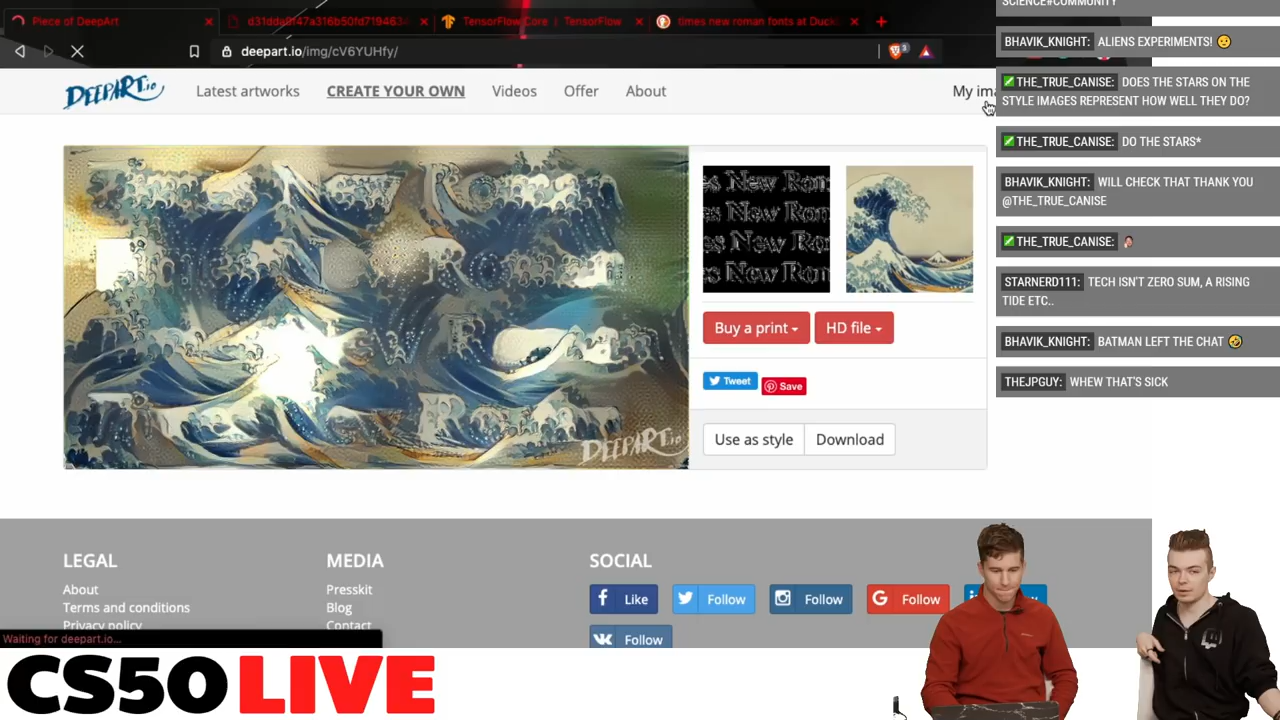 Piece of DeepArt
d31dda
TensorFlow Core | TensorFlow
times new roman fonts at Duck
deepart.io/img/cV6YUHfy/
DEEPART.io
Latest artworks
CREATE YOUR OWN
Videos
Offer
About
My ima
es New Rom
es New Rom
es New Rom
es New Rom
Buy a print
HD file
Tweet
Save
Use as style
Download
DEEPART.io
LEGAL
About
Terms and conditions
Privacy policy
MEDIA
Presskit
Blog
Contact
SOCIAL
Like
Follow
Follow
Follow
Follow
Waiting for deepart.io...
CS50 LIVE
SCIENCE#COMMUNITY
BHAVIK_KNIGHT: ALIENS EXPERIMENTS!
THE_TRUE_CANISE: DOES THE STARS ON THE
STYLE IMAGES REPRESENT HOW WELL THEY DO?
THE_TRUE_CANISE: DO THE STARS*
BHAVIK_KNIGHT: WILL CHECK THAT THANK YOU
@THE_TRUE_CANISE
THE_TRUE_CANISE:
STARNERD111: TECH ISN'T ZERO SUM, A RISING
TIDE ETC..
BHAVIK_KNIGHT: BATMAN LEFT THE CHAT
THEJPGUY: WHEW THAT'S SICK